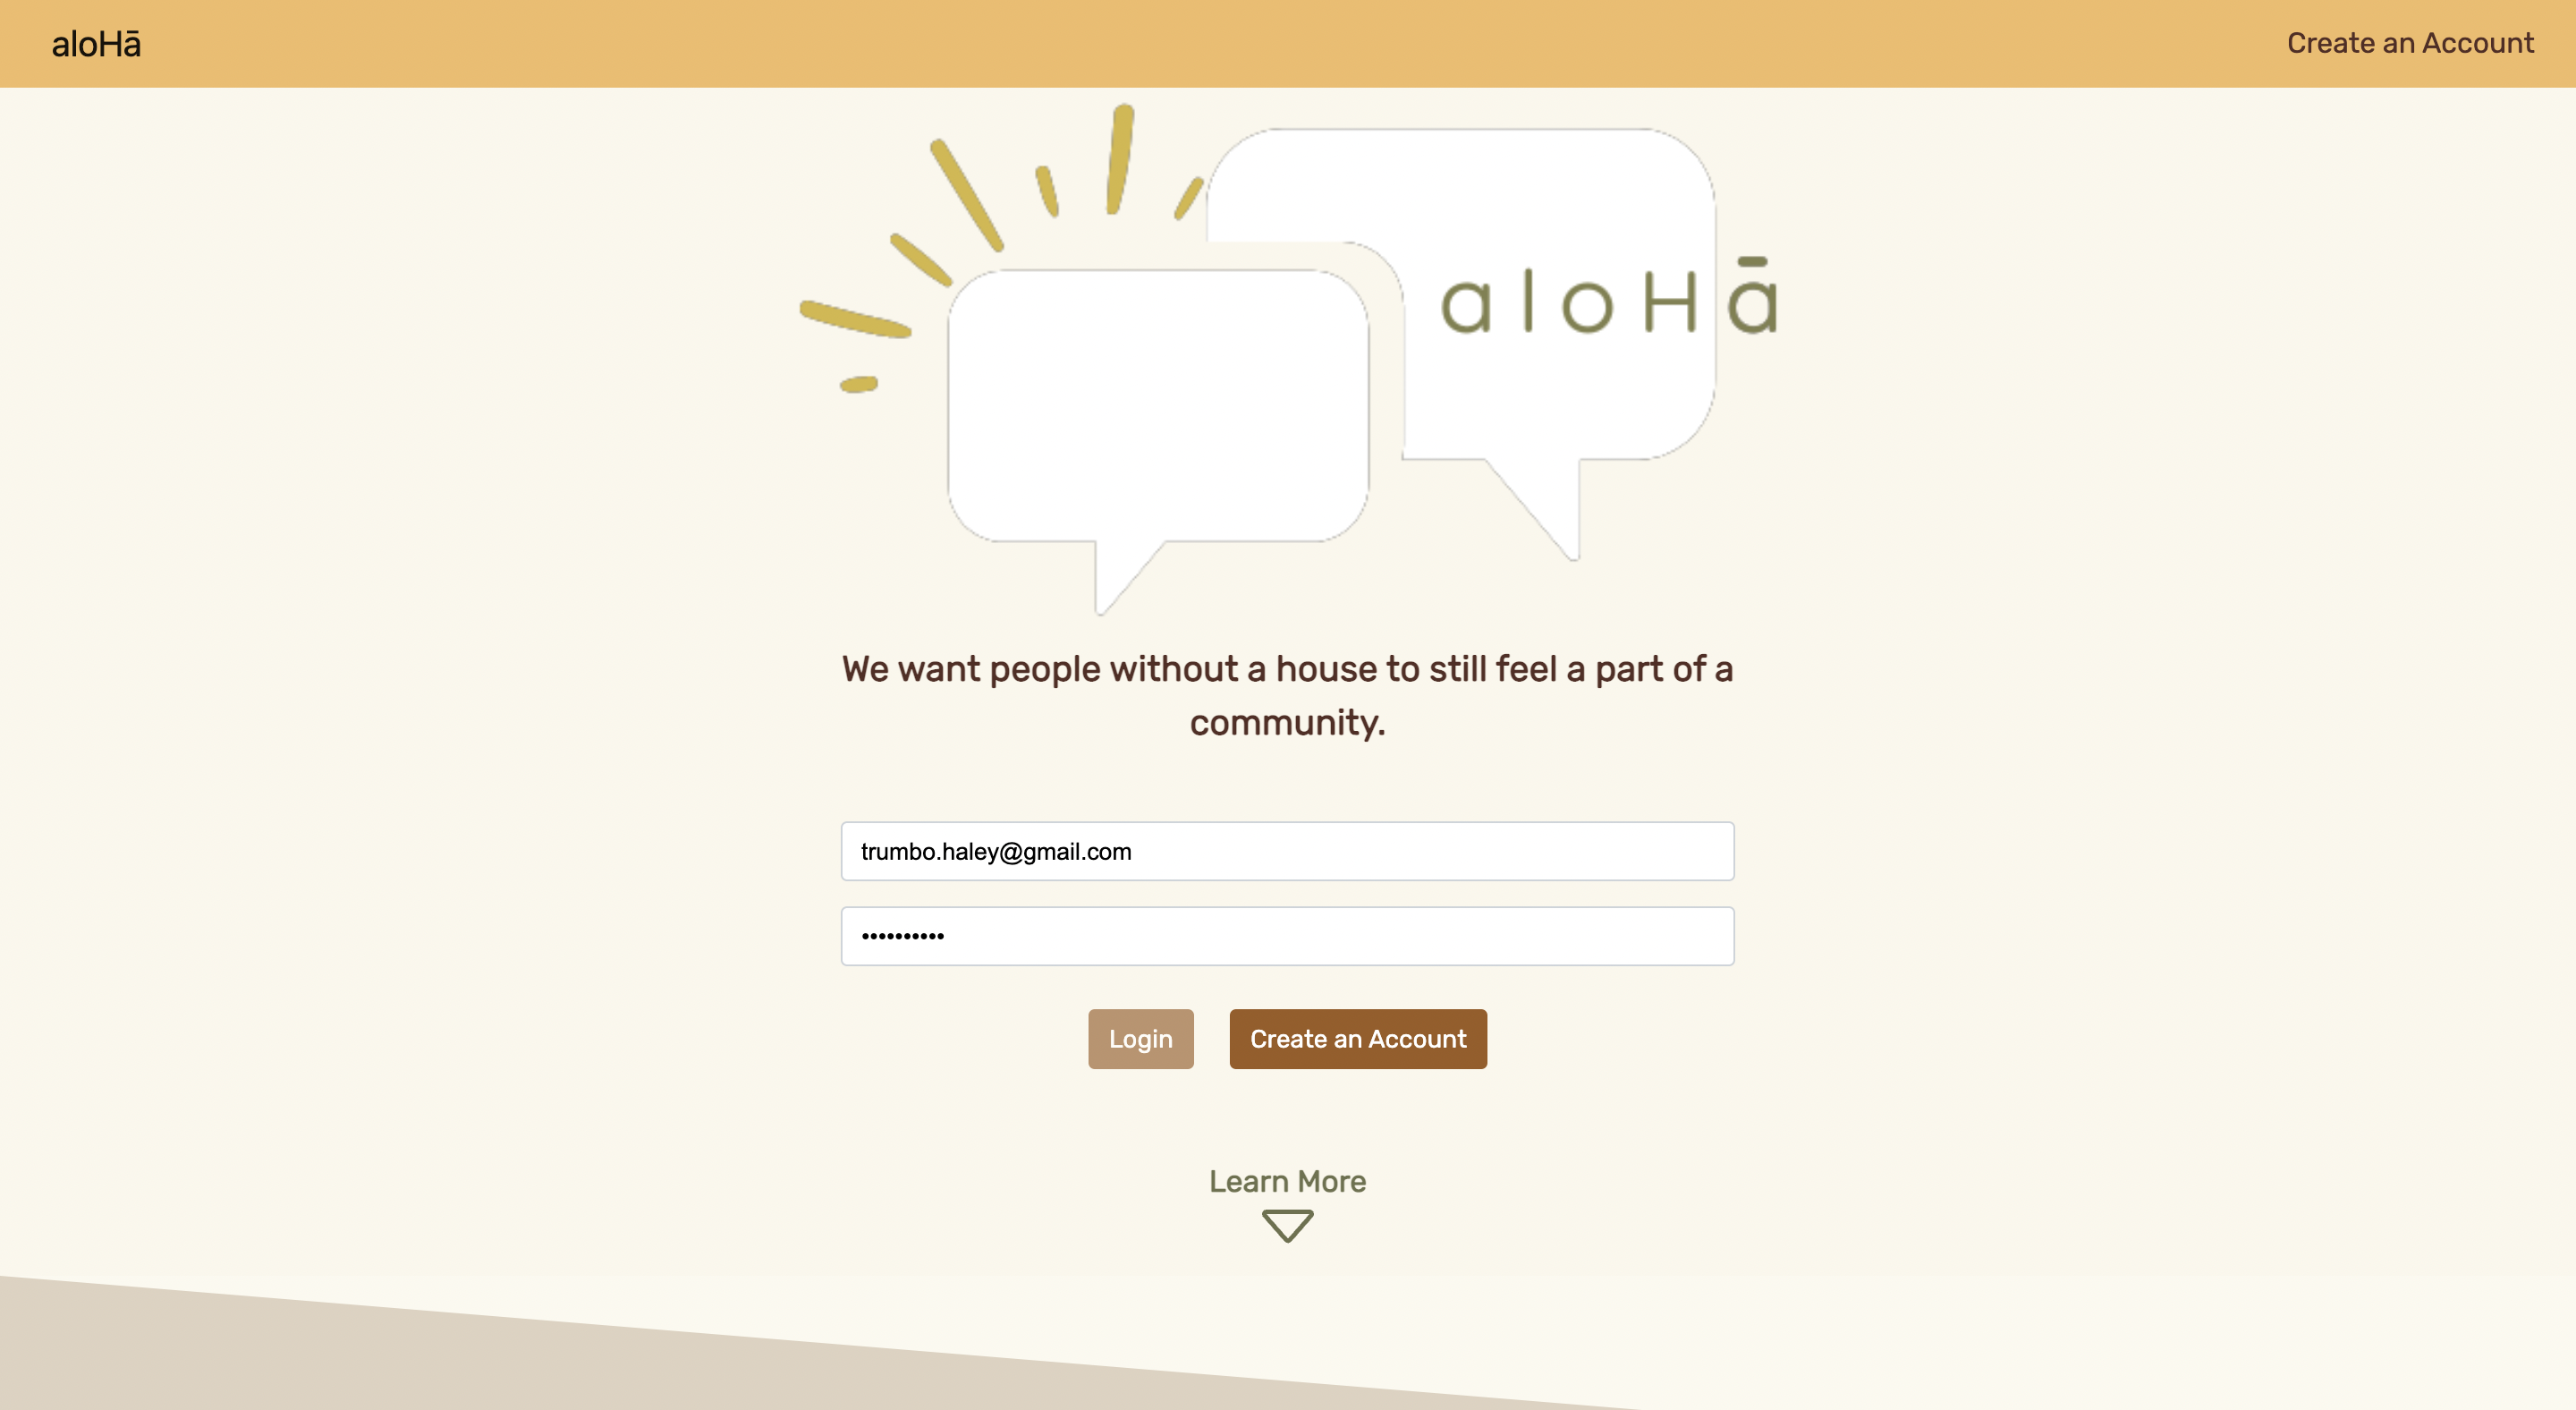 aloHā
Create an Account
aloHā
We want people without a house to still feel a part of a
community.
trumbo.haley@gmail.com
••••••••••
Login
Create an Account
Learn More